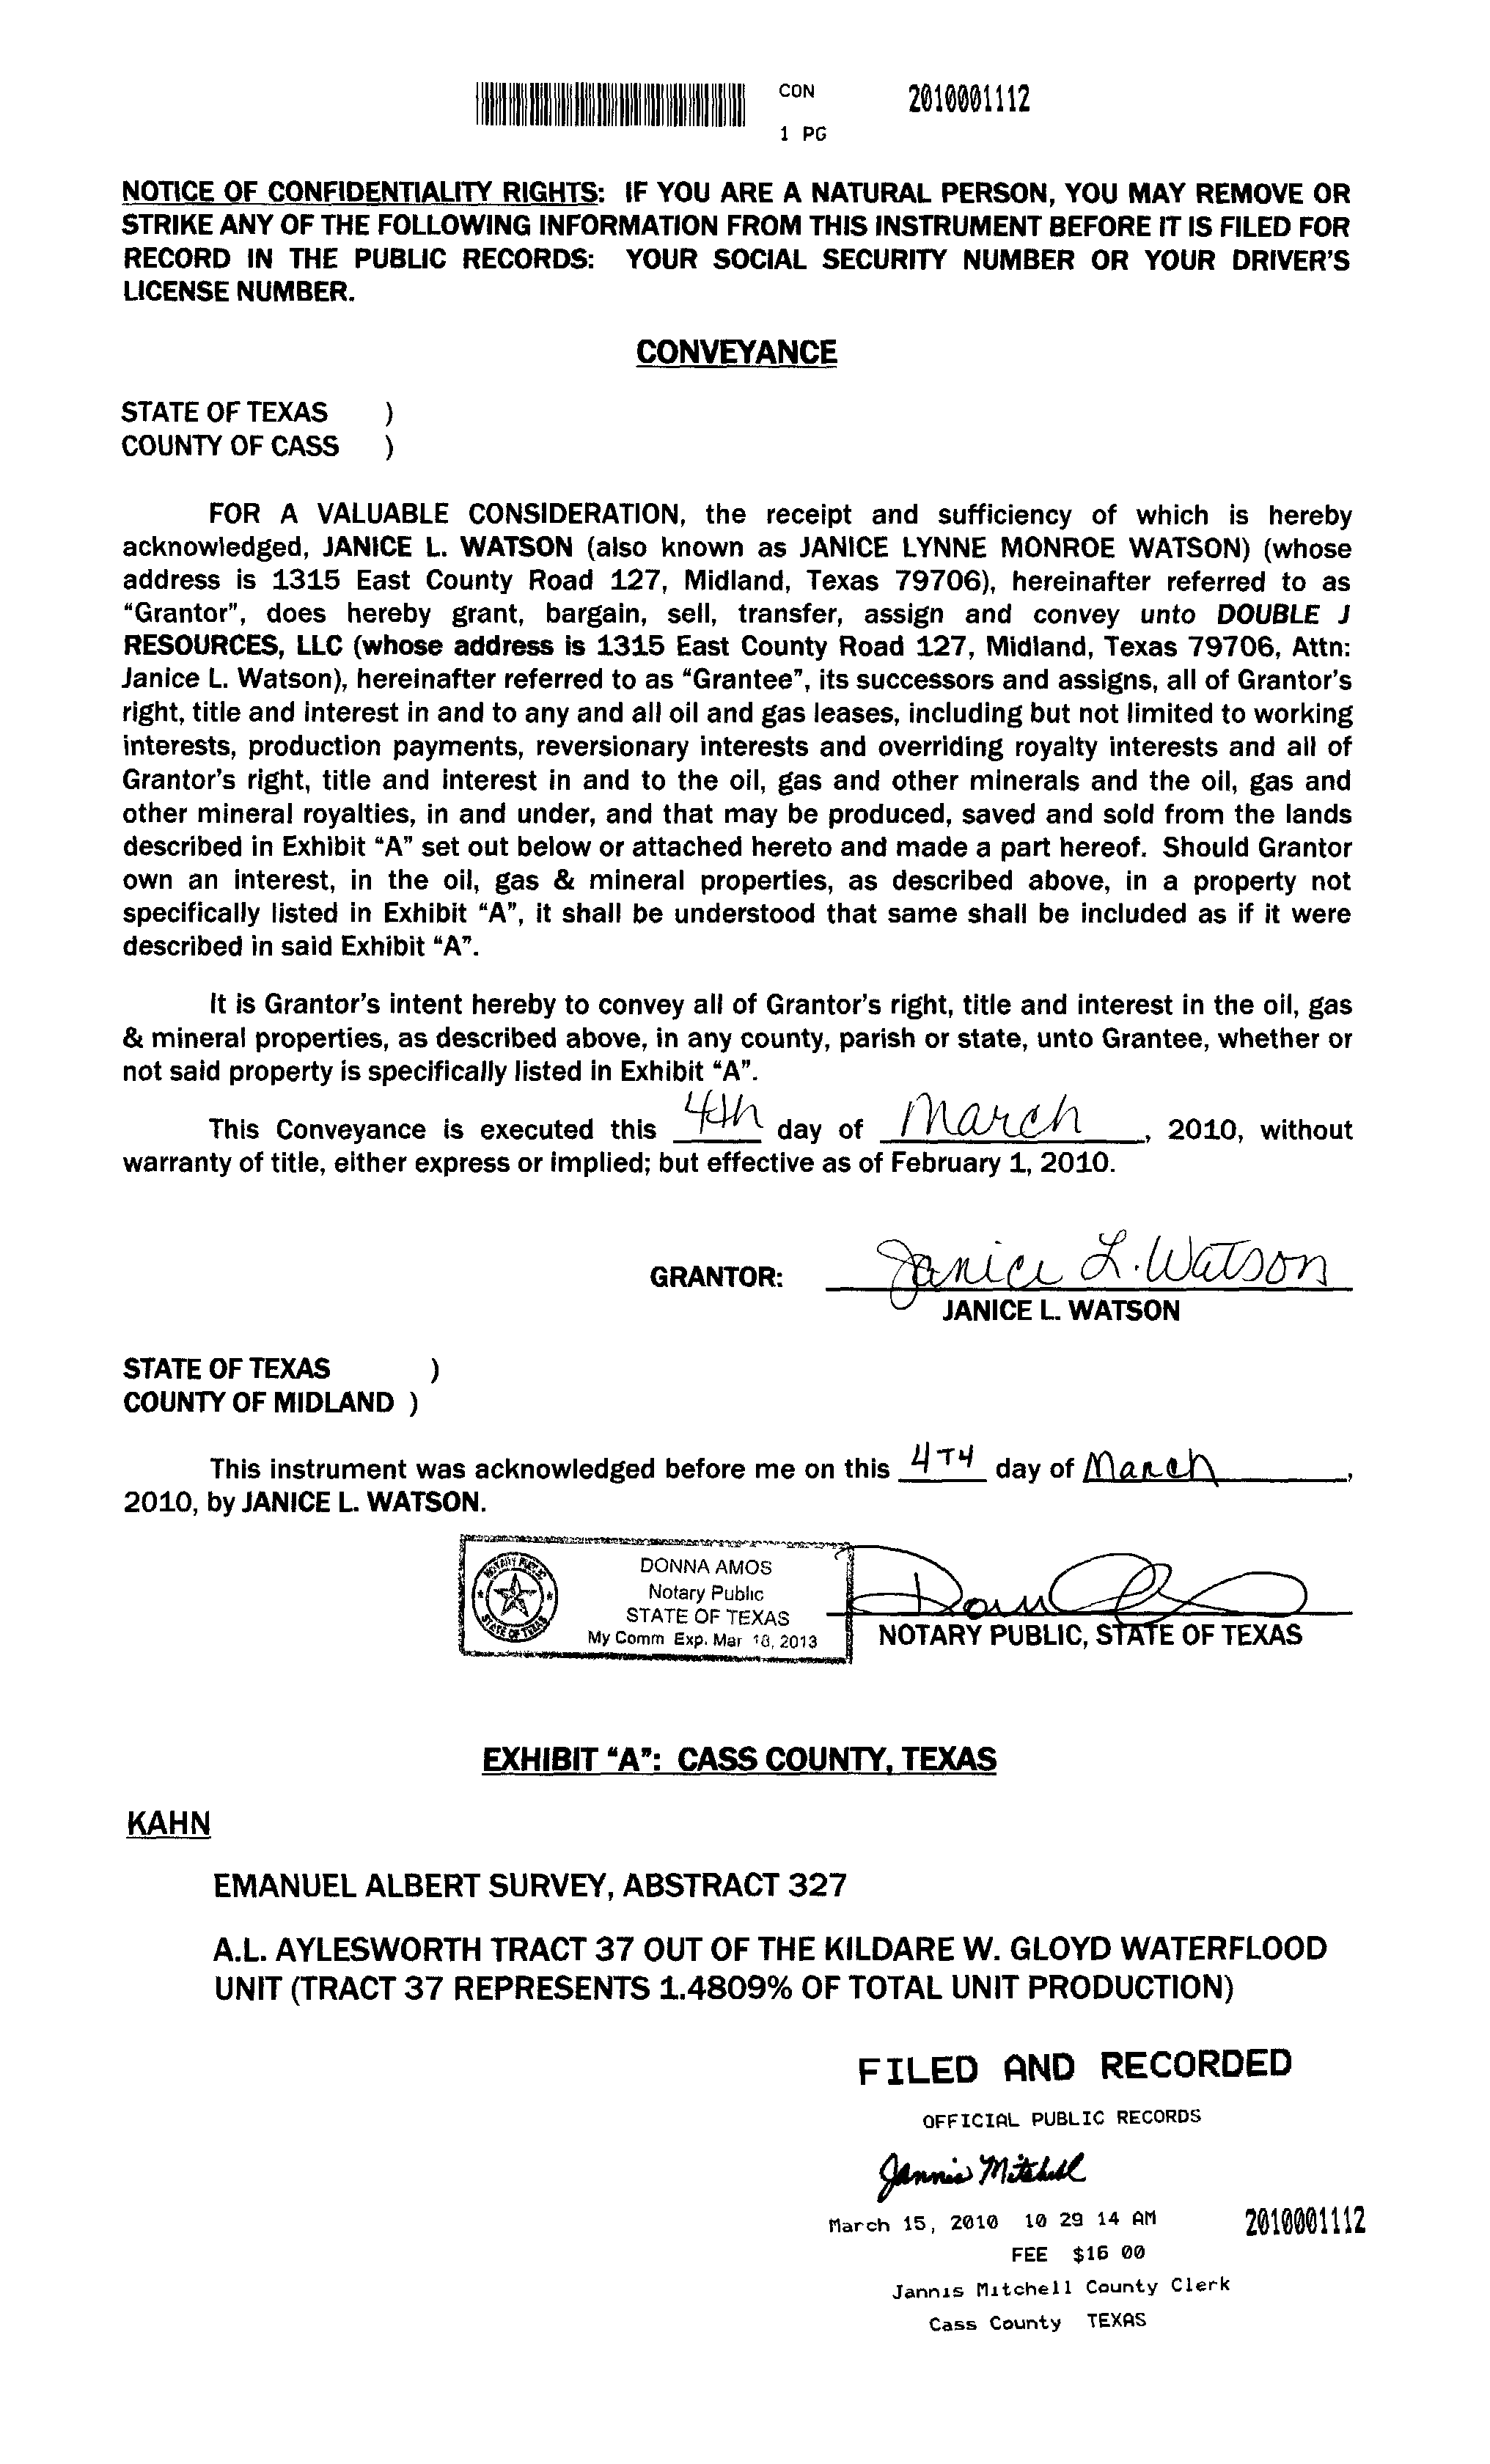 CON 2010001112
1 PG
NOTICE OF CONFIDENTIALITY RIGHTS: IF YOU ARE A NATURAL PERSON, YOU MAY REMOVE OR
STRIKE ANY OF THE FOLLOWING INFORMATION FROM THIS INSTRUMENT BEFORE IT IS FILED FOR
RECORD IN THE PUBLIC RECORDS: YOUR SOCIAL SECURITY NUMBER OR YOUR DRIVER'S
LICENSE NUMBER.
CONVEYANCE
STATE OF TEXAS )
COUNTY OF CASS )
FOR A VALUABLE CONSIDERATION, the receipt and sufficiency of which is hereby
acknowledged, JANICE L. WATSON (also known as JANICE LYNNE MONROE WATSON) (whose
address is 1315 East County Road 127, Midland, Texas 79706), hereinafter referred to as
“Grantor”, does hereby grant, bargain, sell, transfer, assign and convey unto DOUBLE J
RESOURCES, LLC (whose address is 1315 East County Road 127, Midland, Texas 79706, Attn:
Janice L. Watson), hereinafter referred to as “Grantee”, its successors and assigns, all of Grantor's
right, title and interest in and to any and all oil and gas leases, including but not limited to working
interests, production payments, reversionary interests and overriding royalty interests and all of
Grantor's right, title and interest in and to the oil, gas and other minerals and the oil, gas and
other mineral royalties, in and under, and that may be produced, saved and sold from the lands
described in Exhibit “A” set out below or attached hereto and made a part hereof. Should Grantor
own an interest, in the oil, gas & mineral properties, as described above, in a property not
specifically listed in Exhibit “A”, it shall be understood that same shall be included as if it were
described in said Exhibit “A”.
It is Grantor's intent hereby to convey all of Grantor's right, title and interest in the oil, gas
& mineral properties, as described above, in any county, parish or state, unto Grantee, whether or
not said property is specifically listed in Exhibit “A”.
This Conveyance is executed this 4th day of March, 2010, without
warranty of title, either express or implied; but effective as of February 1, 2010.
GRANTOR: Janice L. Watson
JANICE L. WATSON
STATE OF TEXAS )
COUNTY OF MIDLAND )
This instrument was acknowledged before me on this 4TH day of March,
2010, by JANICE L. WATSON.
NOTARY PUBLIC
STATE OF TEXAS
DONNA AMOS
Notary Public
STATE OF TEXAS
My Comm Exp. Mar 18, 2013
NOTARY PUBLIC, STATE OF TEXAS
EXHIBIT “A”: CASS COUNTY, TEXAS
KAHN
EMANUEL ALBERT SURVEY, ABSTRACT 327
A.L. AYLESWORTH TRACT 37 OUT OF THE KILDARE W. GLOYD WATERFLOOD
UNIT (TRACT 37 REPRESENTS 1.4809% OF TOTAL UNIT PRODUCTION)
FILED AND RECORDED
OFFICIAL PUBLIC RECORDS
Jannis Mitchell
March 15, 2010 10 29 14 AM 2010001112
FEE $16 00
Jannis Mitchell County Clerk
Cass County TEXAS